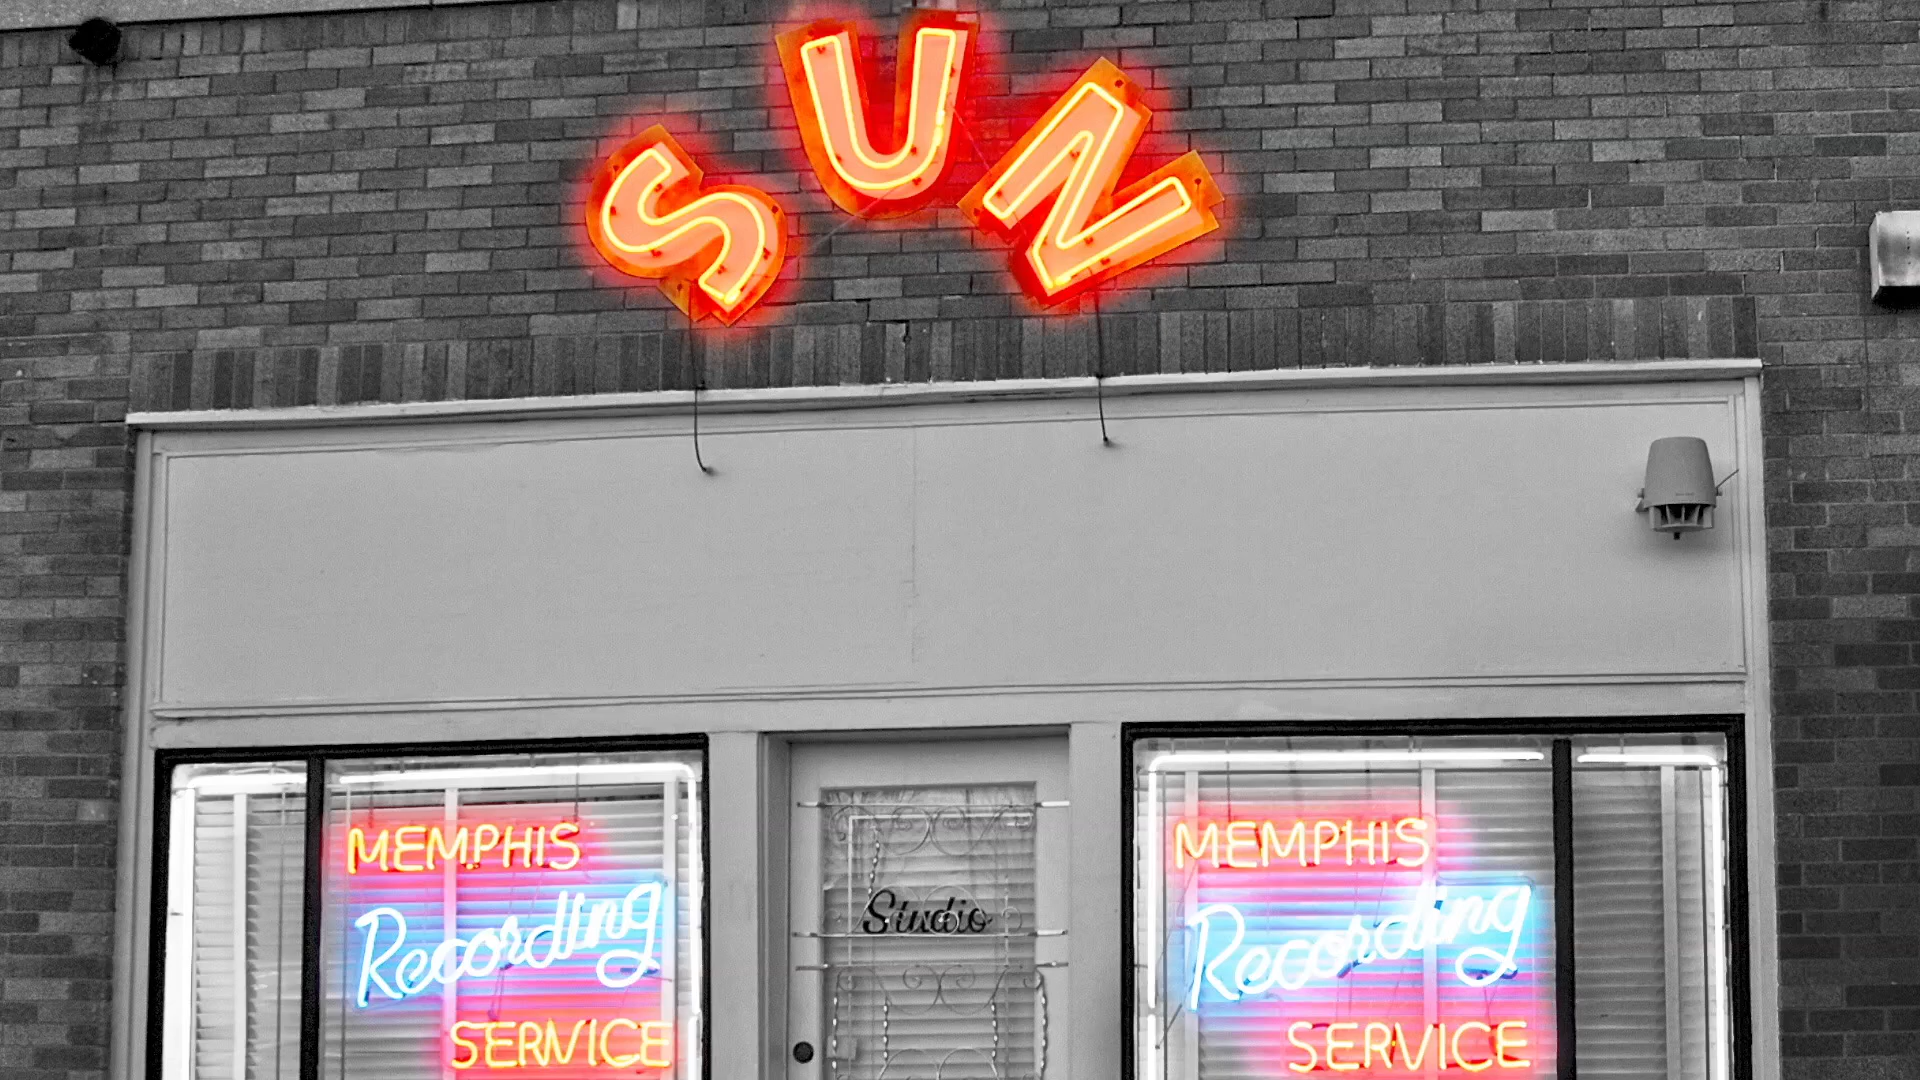 SUN
MEMPHIS
Recording
SERVICE
Studio
MEMPHIS
Recording
SERVICE